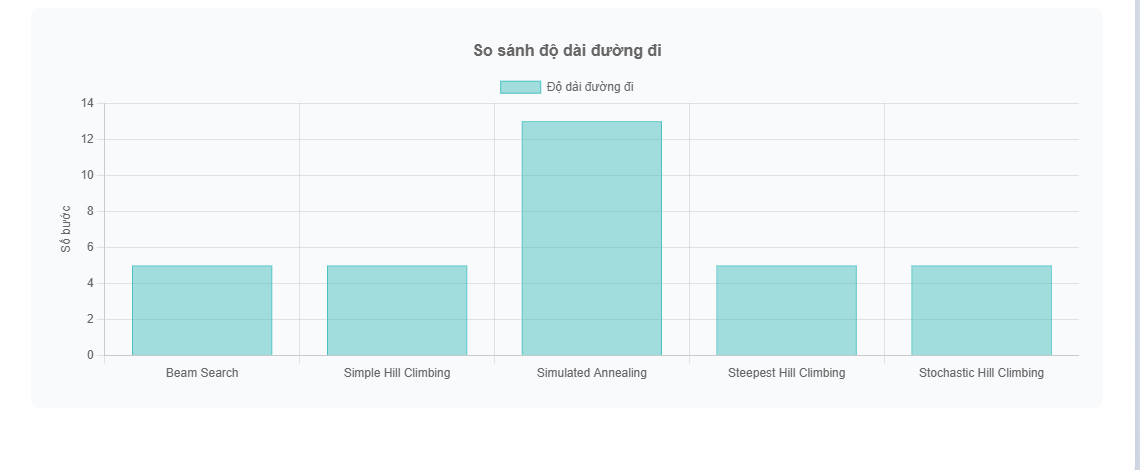 So sánh độ dài đường đi
Độ dài đường đi
14
12
10
8
6
4
2
0
Số bước
Beam Search
Simple Hill Climbing
Simulated Annealing
Steepest Hill Climbing
Stochastic Hill Climbing